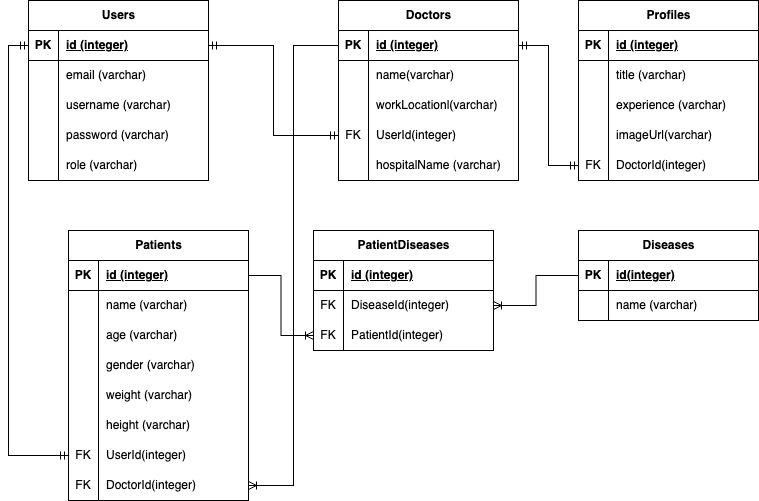 Users
PK id (integer)
email (varchar)
username (varchar)
password (varchar)
role (varchar)
Doctors
PK id (integer)
name(varchar)
workLocationl(varchar)
FK UserId(integer)
hospitalName (varchar)
Profiles
PK id (integer)
title (varchar)
experience (varchar)
imageUrl(varchar)
FK DoctorId(integer)
Patients
PK id (integer)
name (varchar)
age (varchar)
gender (varchar)
weight (varchar)
height (varchar)
FK UserId(integer)
FK DoctorId(integer)
PatientDiseases
PK id (integer)
FK DiseaseId(integer)
FK PatientId(integer)
Diseases
PK id(integer)
name (varchar)